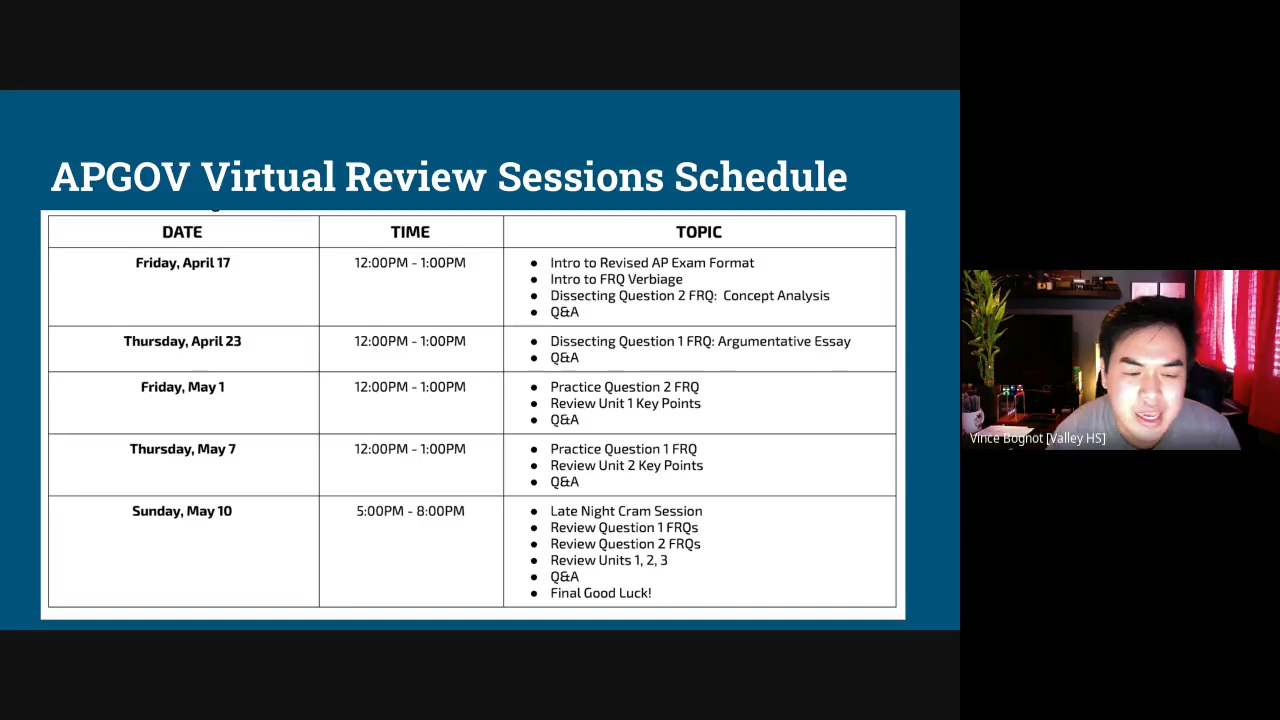 APGOV Virtual Review Sessions Schedule
DATE TIME TOPIC
Friday, April 17 12:00PM - 1:00PM ● Intro to Revised AP Exam Format
● Intro to FRQ Verbiage
● Dissecting Question 2 FRQ: Concept Analysis
● Q&A
Thursday, April 23 12:00PM - 1:00PM ● Dissecting Question 1 FRQ: Argumentative Essay
● Q&A
Friday, May 1 12:00PM - 1:00PM ● Practice Question 2 FRQ
● Review Unit 1 Key Points
● Q&A
Thursday, May 7 12:00PM - 1:00PM ● Practice Question 1 FRQ
● Review Unit 2 Key Points
● Q&A
Sunday, May 10 5:00PM - 8:00PM ● Late Night Cram Session
● Review Question 1 FRQs
● Review Question 2 FRQs
● Review Units 1, 2, 3
● Q&A
● Final Good Luck!
Vince Bognot [Valley HS]